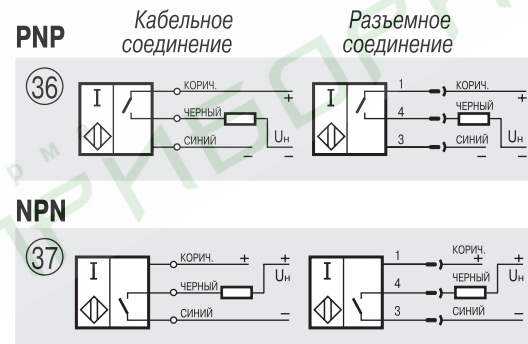 PNP
Кабельное соединение
Разъемное соединение
36
I
КОРИЧ.
+
ЧЕРНЫЙ
Uн
СИНИЙ
–
–
I
1
КОРИЧ.
+
4
ЧЕРНЫЙ
Uн
3
СИНИЙ
–
–
NPN
37
I
КОРИЧ.
+
+
ЧЕРНЫЙ
Uн
СИНИЙ
–
I
1
КОРИЧ.
+
+
4
ЧЕРНЫЙ
Uн
3
СИНИЙ
–